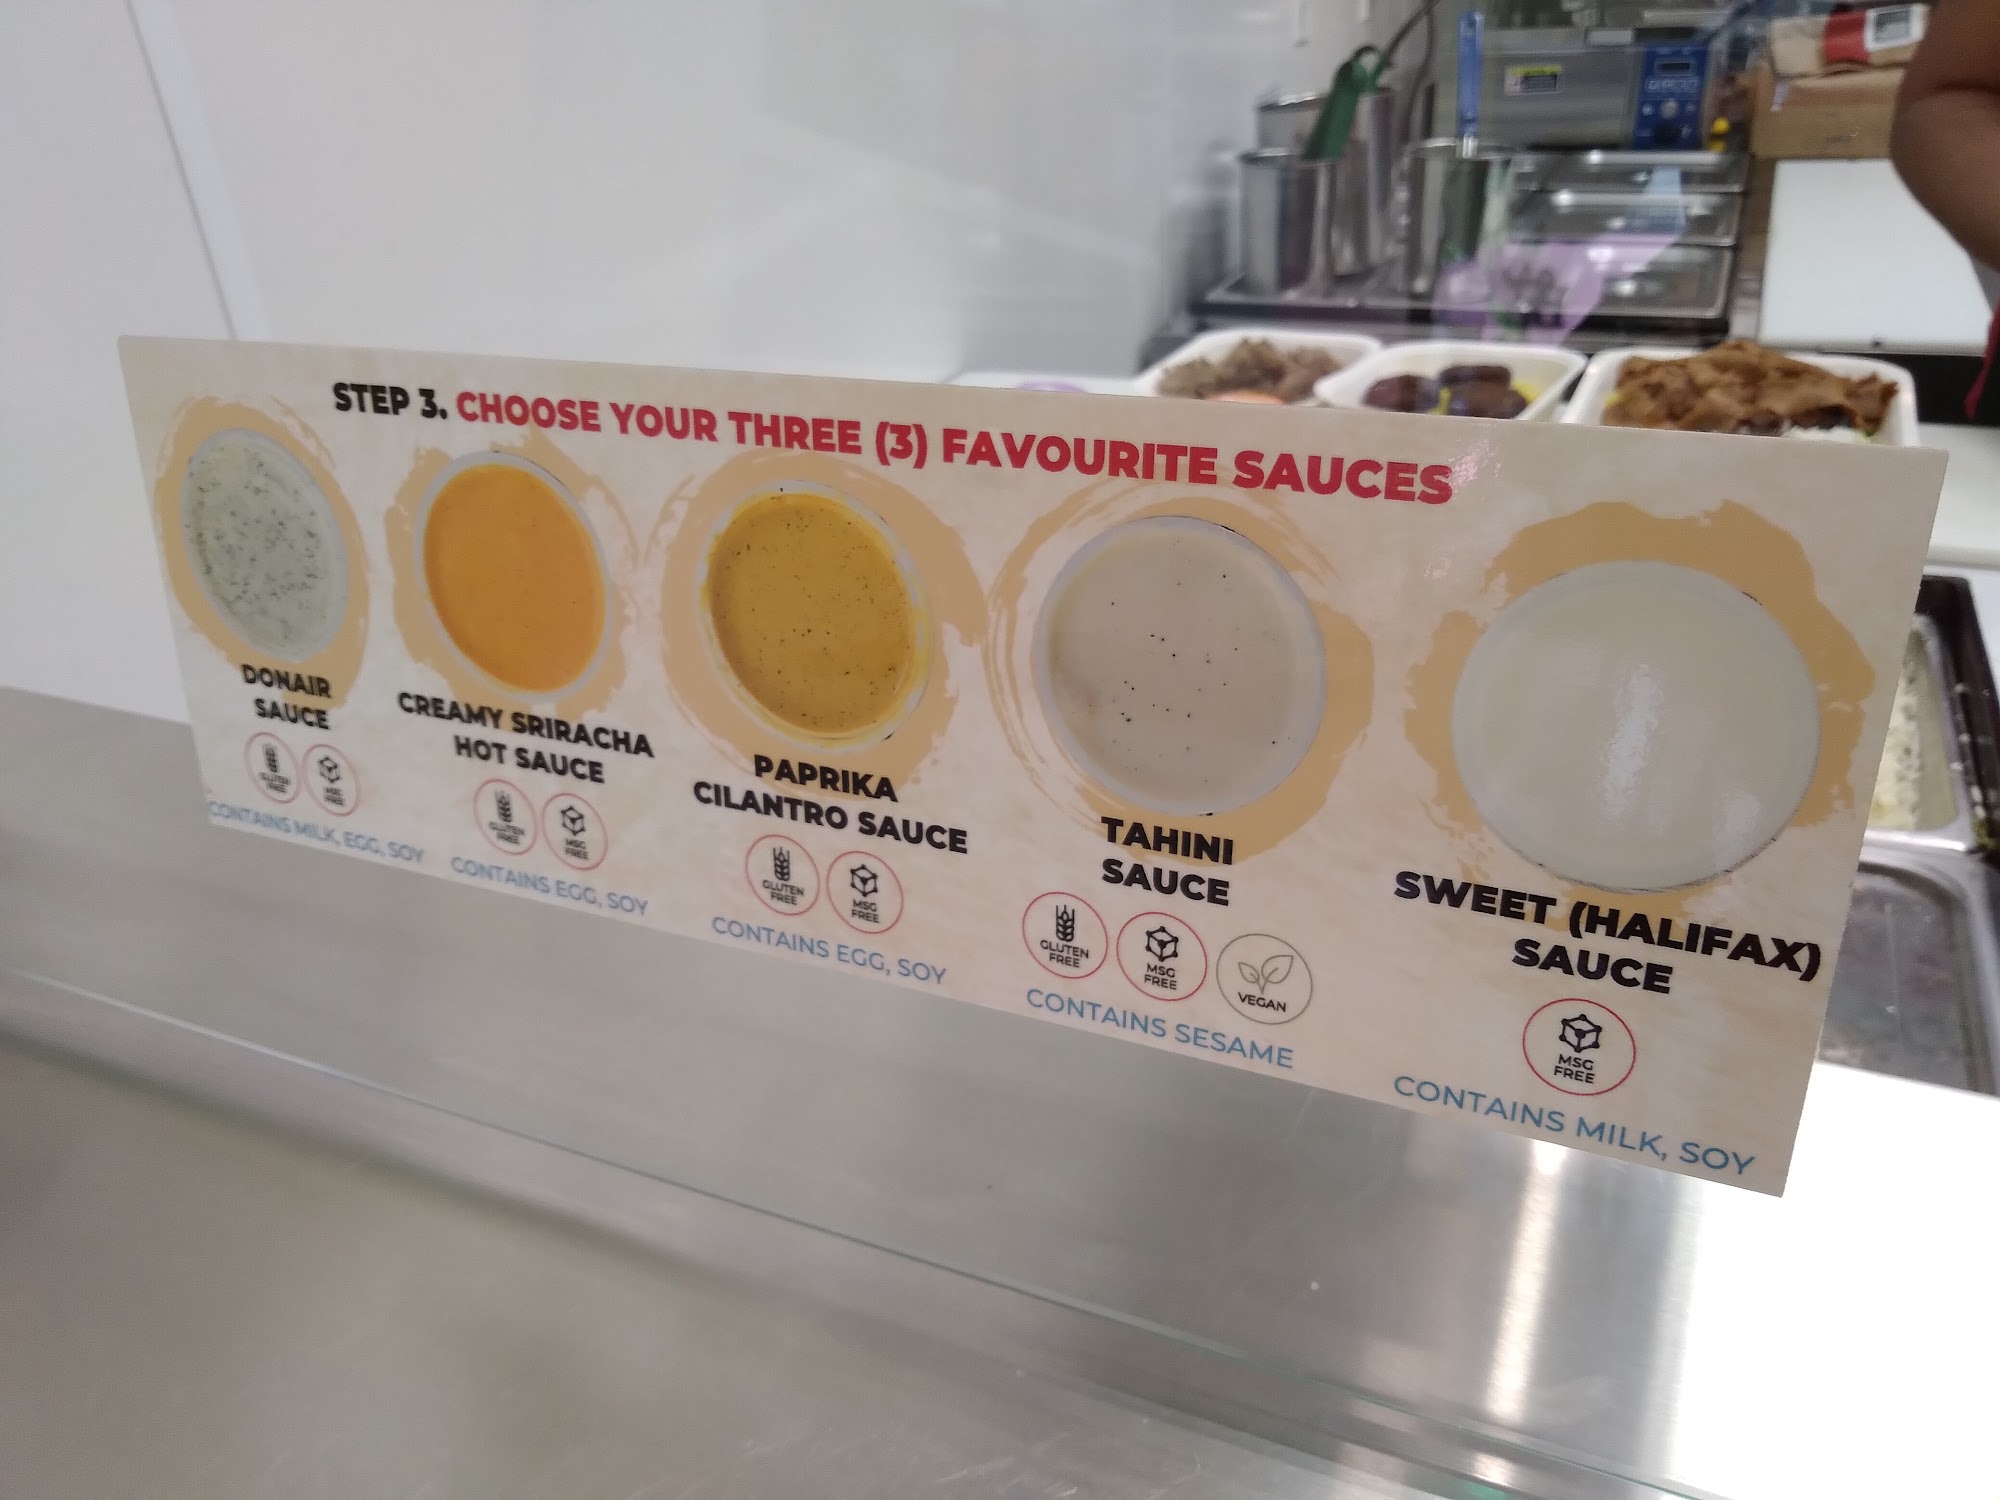 STEP 3. CHOOSE YOUR THREE (3) FAVOURITE SAUCES
DONAIR
SAUCE
GLUTEN
FREE
MSG
FREE
CONTAINS MILK, EGG, SOY
CREAMY SRIRACHA
HOT SAUCE
GLUTEN
FREE
MSG
FREE
CONTAINS EGG, SOY
PAPRIKA
CILANTRO SAUCE
GLUTEN
FREE
MSG
FREE
CONTAINS EGG, SOY
TAHINI
SAUCE
GLUTEN
FREE
MSG
FREE
VEGAN
CONTAINS SESAME
SWEET (HALIFAX)
SAUCE
MSG
FREE
CONTAINS MILK, SOY